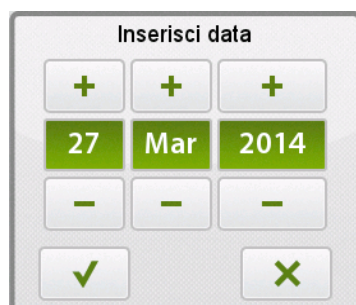 Inserisci data
+ + +
27 Mar 2014
− − −